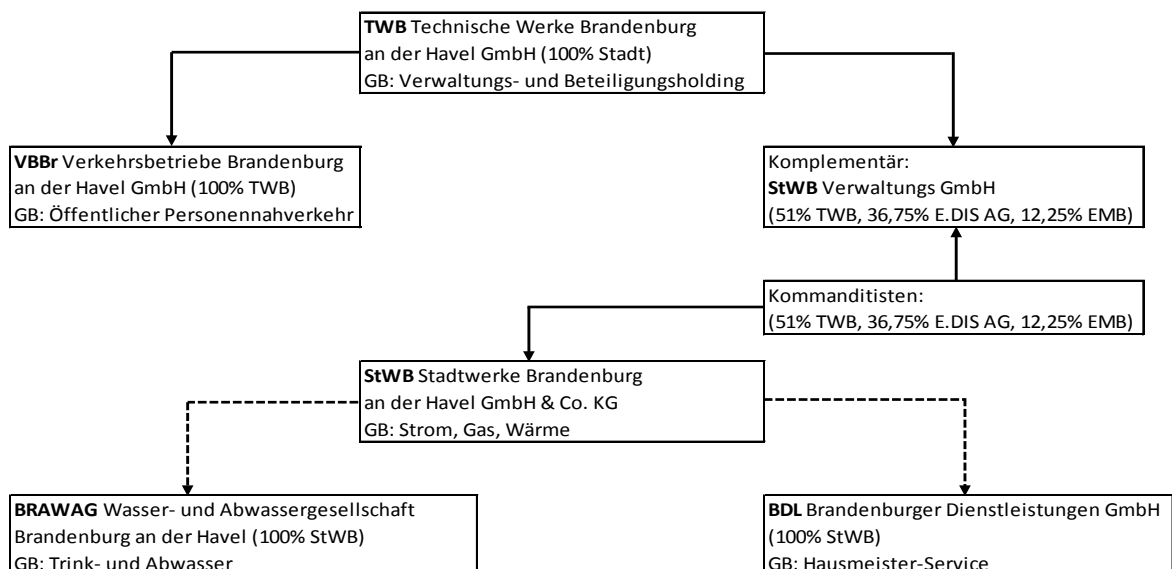 TWB Technische Werke Brandenburg
an der Havel GmbH (100% Stadt)
GB: Verwaltungs- und Beteiligungsholding
VBBr Verkehrsbetriebe Brandenburg
an der Havel GmbH (100% TWB)
GB: Öffentlicher Personennahverkehr
Komplementär:
StWB Verwaltungs GmbH
(51% TWB, 36,75% E.DIS AG, 12,25% EMB)
Kommanditisten:
(51% TWB, 36,75% E.DIS AG, 12,25% EMB)
StWB Stadtwerke Brandenburg
an der Havel GmbH & Co. KG
GB: Strom, Gas, Wärme
BRAWAG Wasser- und Abwassergesellschaft
Brandenburg an der Havel (100% StWB)
GB: Trink- und Abwasser
BDL Brandenburger Dienstleistungen GmbH
(100% StWB)
GB: Hausmeister-Service